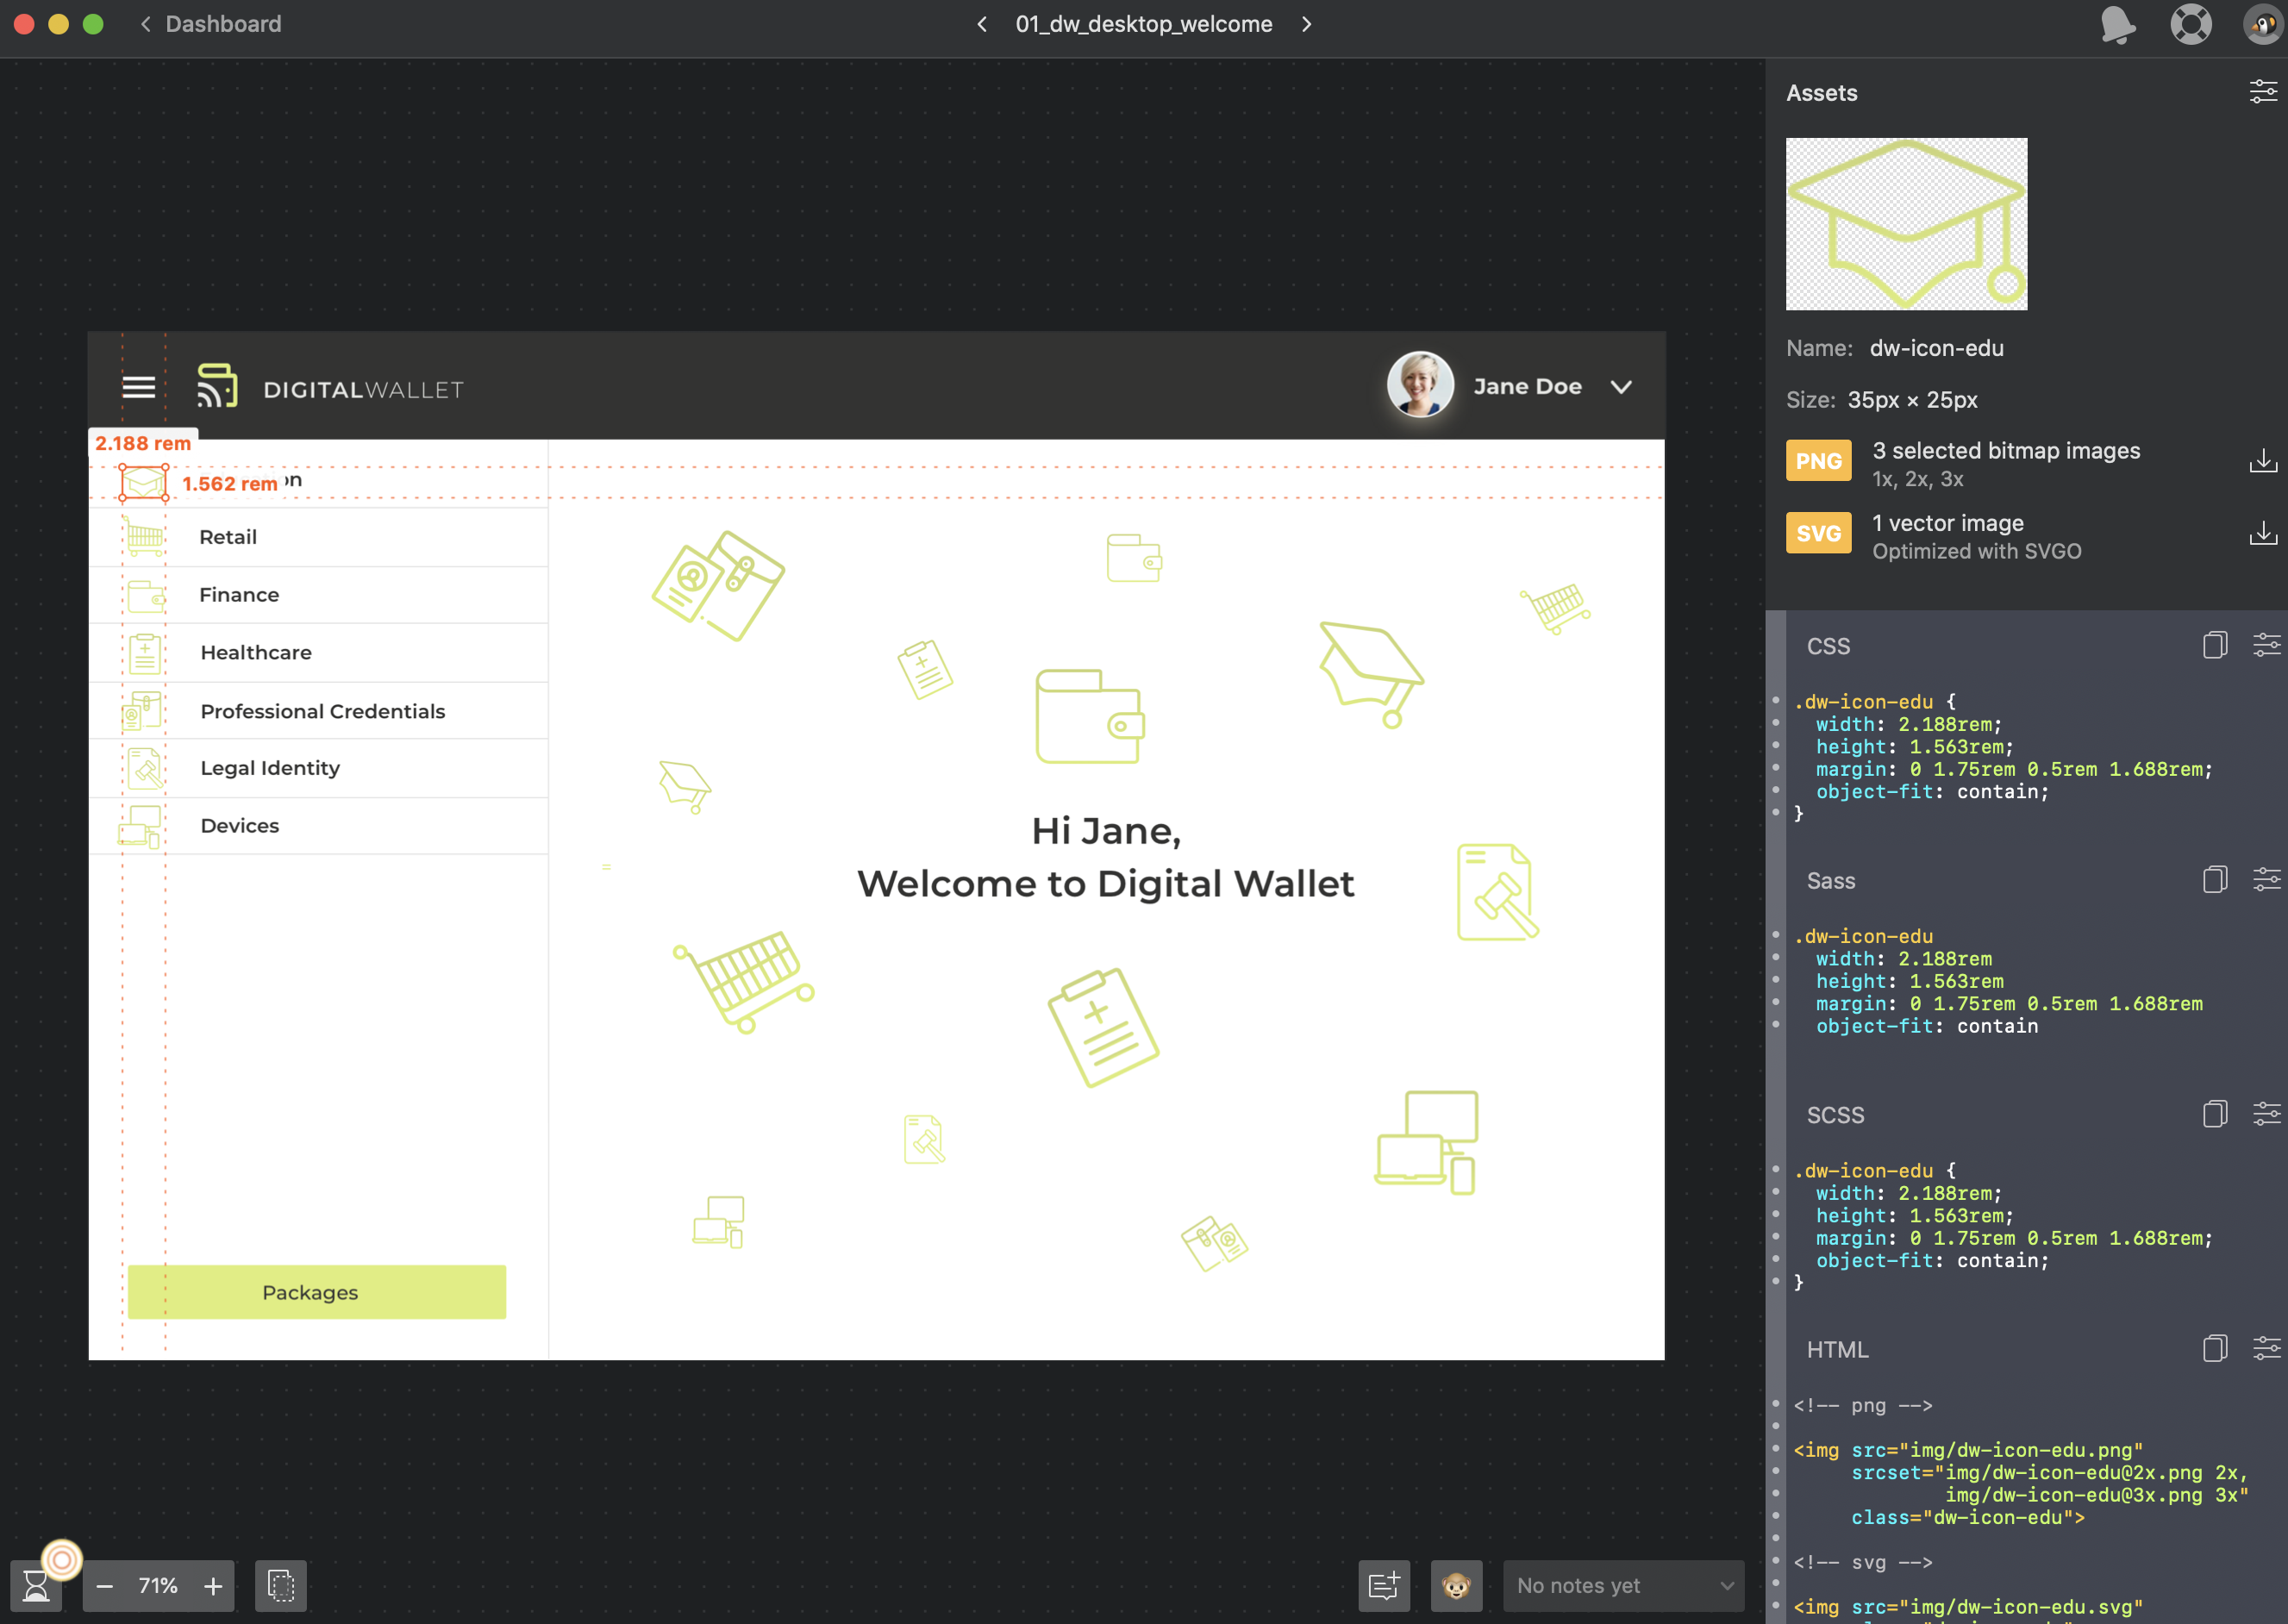 Dashboard
01_dw_desktop_welcome
Assets
Name: dw-icon-edu
Size: 35px × 25px
PNG
3 selected bitmap images
1x, 2x, 3x
SVG
1 vector image
Optimized with SVGO
DIGITALWALLET
Jane Doe
2.188 rem
1.562 rem on
Retail
Finance
Healthcare
Professional Credentials
Legal Identity
Devices
Packages
Hi Jane,
Welcome to Digital Wallet
CSS
.dw-icon-edu {
width: 2.188rem;
height: 1.563rem;
margin: 0 1.75rem 0.5rem 1.688rem;
object-fit: contain;
}
Sass
.dw-icon-edu
width: 2.188rem
height: 1.563rem
margin: 0 1.75rem 0.5rem 1.688rem
object-fit: contain
SCSS
.dw-icon-edu {
width: 2.188rem;
height: 1.563rem;
margin: 0 1.75rem 0.5rem 1.688rem;
object-fit: contain;
}
HTML
<!-- png -->
<img src="img/dw-icon-edu.png"
srcset="img/dw-icon-edu@2x.png 2x,
img/dw-icon-edu@3x.png 3x"
class="dw-icon-edu">
<!-- svg -->
<img src="img/dw-icon-edu.svg"
71%
No notes yet